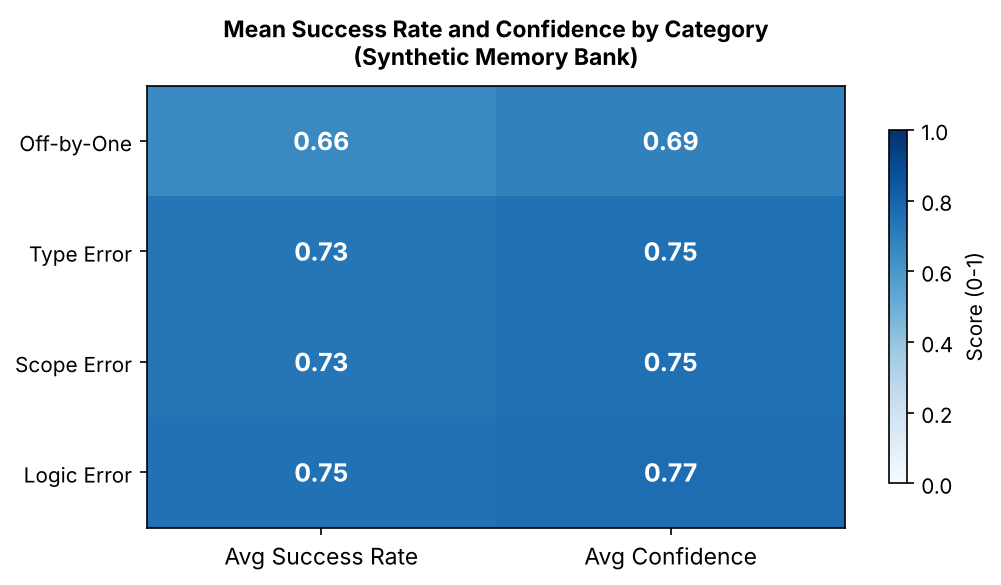 Mean Success Rate and Confidence by Category
(Synthetic Memory Bank)
Off-by-One 0.66 0.69
Type Error 0.73 0.75
Scope Error 0.73 0.75
Logic Error 0.75 0.77
Avg Success Rate Avg Confidence
1.0
0.8
0.6
0.4
0.2
0.0
Score (0-1)